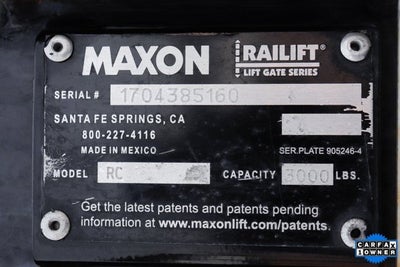 MAXON
RAILIFT®
LIFT GATE SERIES
SERIAL # 1704385160
SANTA FE SPRINGS, CA
800-227-4116
MADE IN MEXICO
SER.PLATE 905246-4
MODEL RC CAPACITY 3000 LBS.
Get the latest patents and patents pending
information at www.maxonlift.com/patents.
CARFAX
1 OWNER